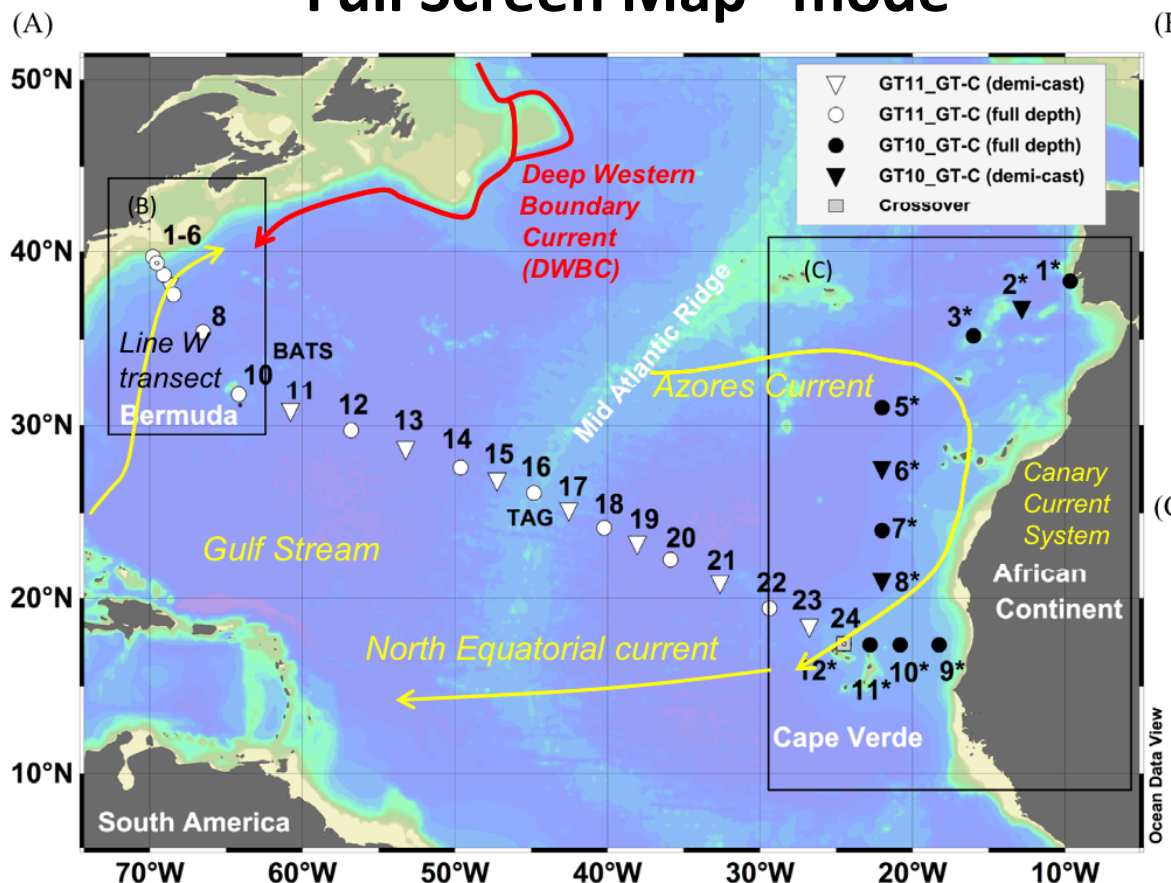 Full Screen Map" mode
(A)
50°N
40°N
30°N
20°N
10°N
70°W
60°W
50°W
40°W
30°W
20°W
10°W
GT11_GT-C (demi-cast)
GT11_GT-C (full depth)
GT10_GT-C (full depth)
GT10_GT-C (demi-cast)
Crossover
Deep Western
Boundary
Current
(DWBC)
(B)
1-6
8
Line W
transect
10
BATS
Bermuda
11
12
13
14
15
16
TAG
17
18
19
20
21
22
23
24
Mid Atlantic Ridge
(C)
1*
2*
3*
Azores Current
5*
6*
7*
8*
Canary
Current
System
African
Continent
Gulf Stream
North Equatorial current
12*
11*
10*
9*
Cape Verde
South America
Ocean Data View